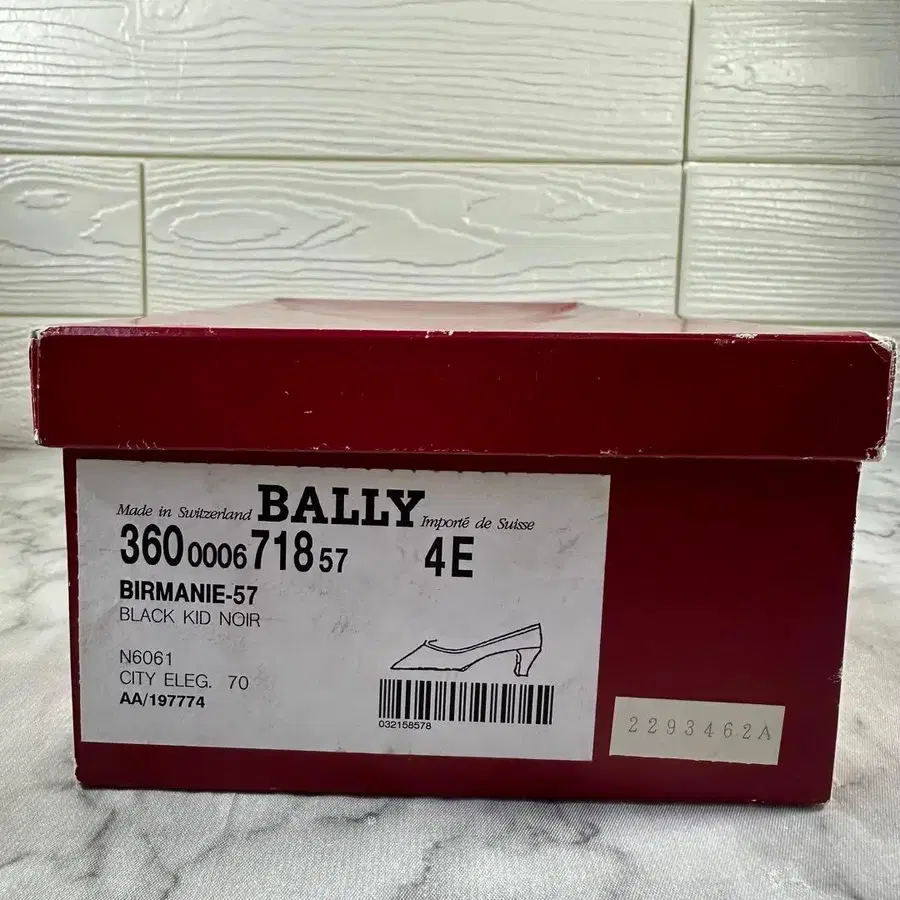 Made in Switzerland BALLY Importé de Suisse
360 0006 718 57 4E
BIRMANIE-57
BLACK KID NOIR
N6061
CITY ELEG. 70
AA/197774
032158578
2293462A